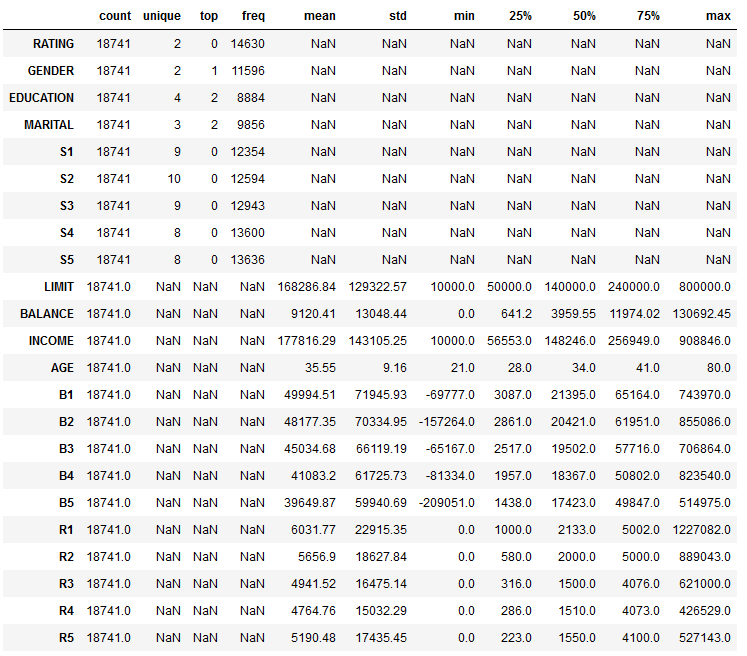 count unique top freq mean std min 25% 50% 75% max
RATING 18741 2 0 14630 NaN NaN NaN NaN NaN NaN NaN
GENDER 18741 2 1 11596 NaN NaN NaN NaN NaN NaN NaN
EDUCATION 18741 4 2 8884 NaN NaN NaN NaN NaN NaN NaN
MARITAL 18741 3 2 9856 NaN NaN NaN NaN NaN NaN NaN
S1 18741 9 0 12354 NaN NaN NaN NaN NaN NaN NaN
S2 18741 10 0 12594 NaN NaN NaN NaN NaN NaN NaN
S3 18741 9 0 12943 NaN NaN NaN NaN NaN NaN NaN
S4 18741 8 0 13600 NaN NaN NaN NaN NaN NaN NaN
S5 18741 8 0 13636 NaN NaN NaN NaN NaN NaN NaN
LIMIT 18741.0 NaN NaN NaN 168286.84 129322.57 10000.0 50000.0 140000.0 240000.0 800000.0
BALANCE 18741.0 NaN NaN NaN 9120.41 13048.44 0.0 641.2 3959.55 11974.02 130692.45
INCOME 18741.0 NaN NaN NaN 177816.29 143105.25 10000.0 56553.0 148246.0 256949.0 908846.0
AGE 18741.0 NaN NaN NaN 35.55 9.16 21.0 28.0 34.0 41.0 80.0
B1 18741.0 NaN NaN NaN 49994.51 71945.93 -69777.0 3087.0 21395.0 65164.0 743970.0
B2 18741.0 NaN NaN NaN 48177.35 70334.95 -157264.0 2861.0 20421.0 61951.0 855086.0
B3 18741.0 NaN NaN NaN 45034.68 66119.19 -65167.0 2517.0 19502.0 57716.0 706864.0
B4 18741.0 NaN NaN NaN 41083.2 61725.73 -81334.0 1957.0 18367.0 50802.0 823540.0
B5 18741.0 NaN NaN NaN 39649.87 59940.69 -209051.0 1438.0 17423.0 49847.0 514975.0
R1 18741.0 NaN NaN NaN 6031.77 22915.35 0.0 1000.0 2133.0 5002.0 1227082.0
R2 18741.0 NaN NaN NaN 5656.9 18627.84 0.0 580.0 2000.0 5000.0 889043.0
R3 18741.0 NaN NaN NaN 4941.52 16475.14 0.0 316.0 1500.0 4076.0 621000.0
R4 18741.0 NaN NaN NaN 4764.76 15032.29 0.0 286.0 1510.0 4073.0 426529.0
R5 18741.0 NaN NaN NaN 5190.48 17435.45 0.0 223.0 1550.0 4100.0 527143.0